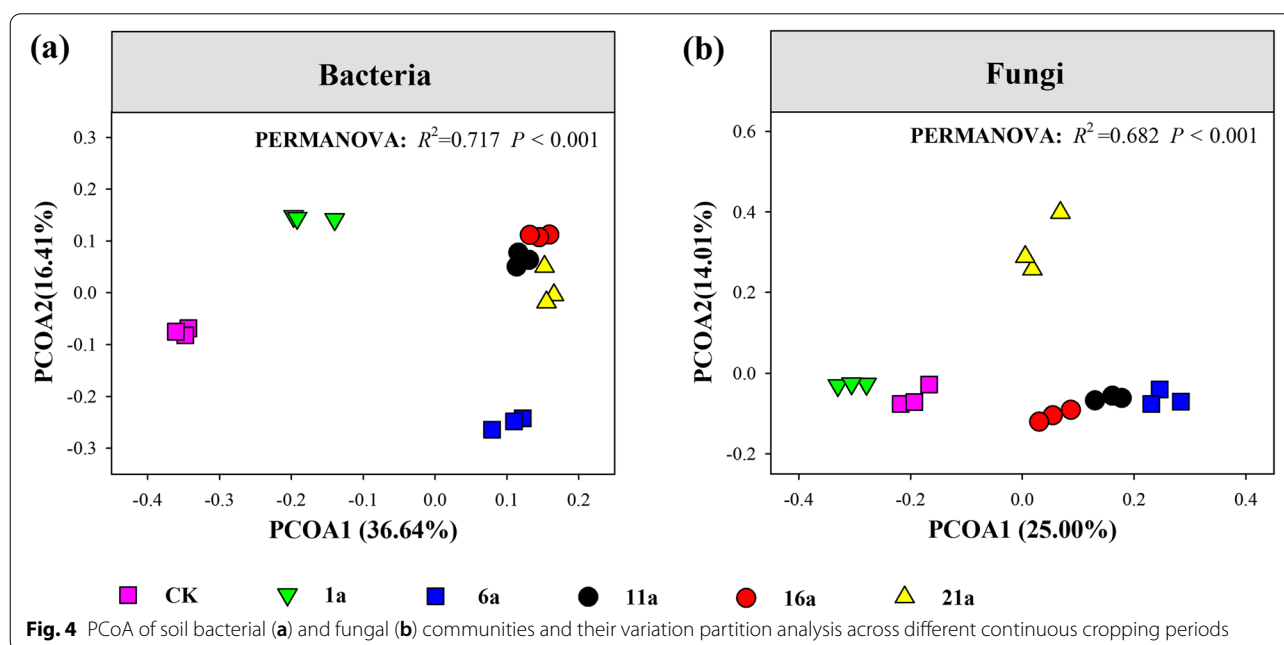 (a)
Bacteria
PERMANOVA: R²=0.717 P < 0.001
PCOA2(16.41%)
0.3
0.2
0.1
0.0
-0.1
-0.2
-0.3
-0.4 -0.3 -0.2 -0.1 0.0 0.1 0.2
PCOA1 (36.64%)
(b)
Fungi
PERMANOVA: R²=0.682 P < 0.001
PCOA2(14.01%)
0.6
0.4
0.2
0.0
-0.2
-0.4 -0.2 0.0 0.2 0.4
PCOA1 (25.00%)
CK 1a 6a 11a 16a 21a
Fig. 4 PCoA of soil bacterial (a) and fungal (b) communities and their variation partition analysis across different continuous cropping periods